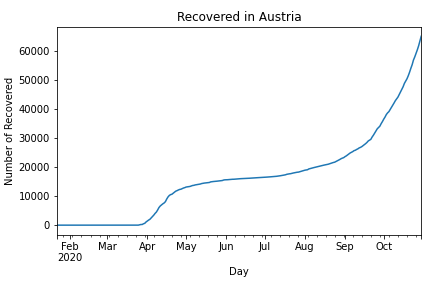 Recovered in Austria
Number of Recovered
60000
50000
40000
30000
20000
10000
0
Feb Mar Apr May Jun Jul Aug Sep Oct
2020
Day